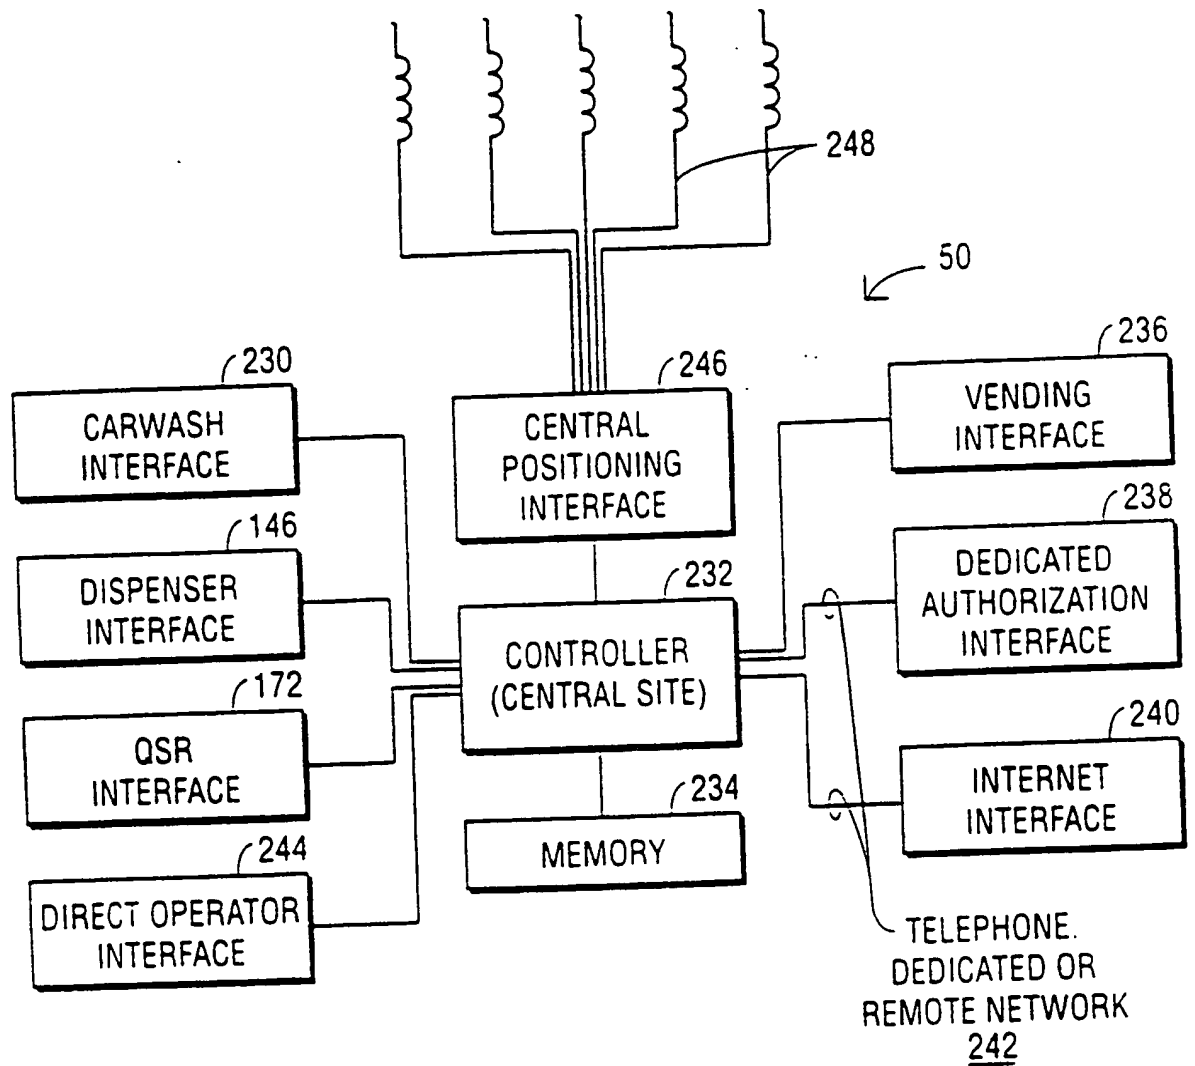 248
50
230
CARWASH
INTERFACE
246
CENTRAL
POSITIONING
INTERFACE
236
VENDING
INTERFACE
146
DISPENSER
INTERFACE
232
CONTROLLER
(CENTRAL SITE)
238
DEDICATED
AUTHORIZATION
INTERFACE
172
QSR
INTERFACE
234
MEMORY
240
INTERNET
INTERFACE
244
DIRECT OPERATOR
INTERFACE
TELEPHONE.
DEDICATED OR
REMOTE NETWORK
242